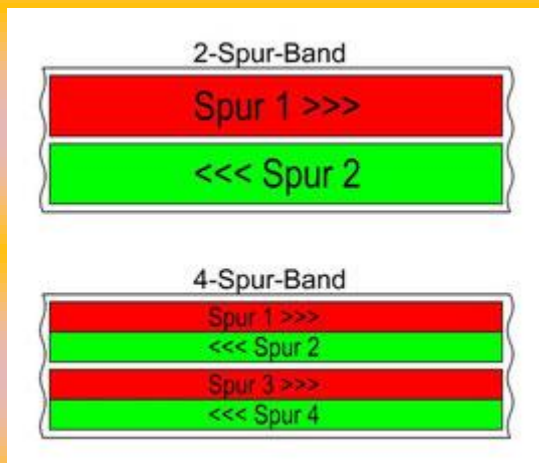 2-Spur-Band
Spur 1 >>>
<<< Spur 2
4-Spur-Band
Spur 1 >>>
<<< Spur 2
Spur 3 >>>
<<< Spur 4